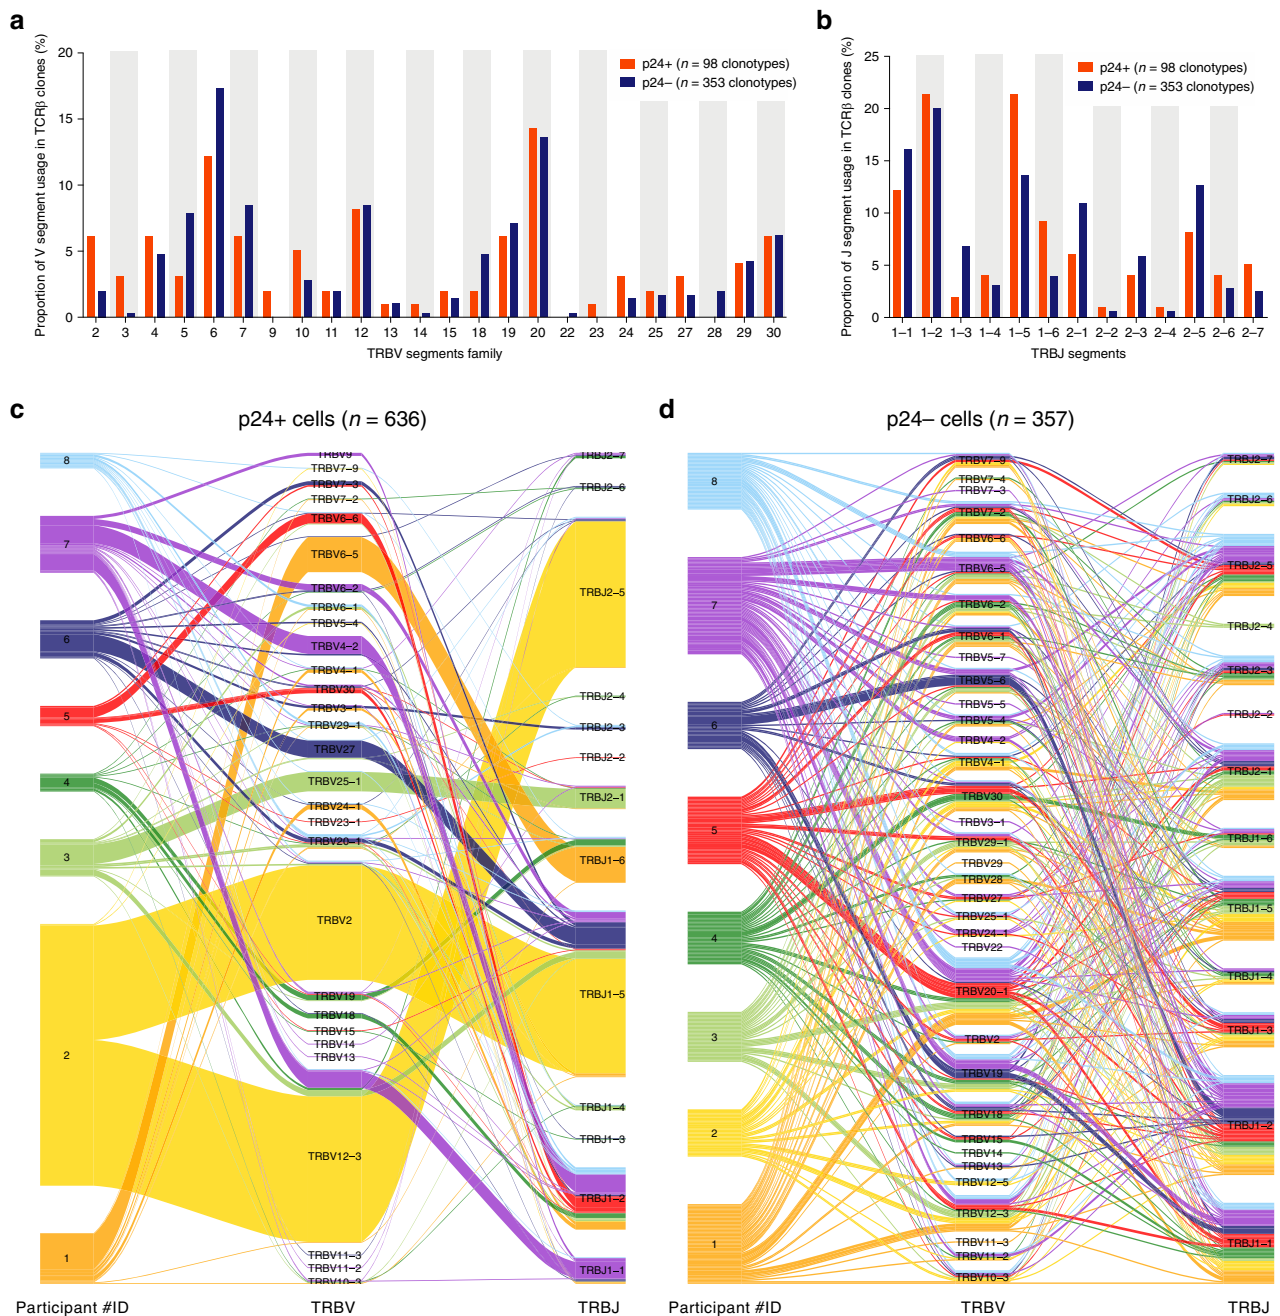 a
Proportion of V segment usage in TCRβ clones (%)
20
15
10
5
0
p24+ (n = 98 clonotypes)
p24− (n = 353 clonotypes)
2 3 4 5 6 7 9 10 11 12 13 14 15 18 19 20 22 23 24 25 27 28 29 30
TRBV segments family
b
Proportion of J segment usage in TCRβ clones (%)
25
20
15
10
5
0
p24+ (n = 98 clonotypes)
p24− (n = 353 clonotypes)
1−1 1−2 1−3 1−4 1−5 1−6 2−1 2−2 2−3 2−4 2−5 2−6 2−7
TRBJ segments
c
p24+ cells (n = 636)
8
7
6
5
4
3
2
1
TRBV9
TRBV7−9
TRBV7−3
TRBV7−2
TRBV6−6
TRBV6−5
TRBV6−2
TRBV6−1
TRBV5−4
TRBV4−2
TRBV4−1
TRBV30
TRBV3−1
TRBV29−1
TRBV27
TRBV25−1
TRBV24−1
TRBV23−1
TRBV20−1
TRBV2
TRBV19
TRBV18
TRBV15
TRBV14
TRBV13
TRBV12−3
TRBV11−3
TRBV11−2
TRBV10−3
TRBJ2−7
TRBJ2−6
TRBJ2−5
TRBJ2−4
TRBJ2−3
TRBJ2−2
TRBJ2−1
TRBJ1−6
TRBJ1−5
TRBJ1−4
TRBJ1−3
TRBJ1−2
TRBJ1−1
Participant #ID TRBV TRBJ
d
p24− cells (n = 357)
8
7
6
5
4
3
2
1
TRBV7−9
TRBV7−4
TRBV7−3
TRBV7−2
TRBV6−6
TRBV6−5
TRBV6−2
TRBV6−1
TRBV5−7
TRBV5−6
TRBV5−5
TRBV5−4
TRBV4−2
TRBV4−1
TRBV30
TRBV3−1
TRBV29−1
TRBV29
TRBV28
TRBV27
TRBV25−1
TRBV24−1
TRBV22
TRBV20−1
TRBV2
TRBV19
TRBV18
TRBV15
TRBV14
TRBV13
TRBV12−5
TRBV12−3
TRBV11−3
TRBV11−2
TRBV10−3
TRBJ2−7
TRBJ2−6
TRBJ2−5
TRBJ2−4
TRBJ2−3
TRBJ2−2
TRBJ2−1
TRBJ1−6
TRBJ1−5
TRBJ1−4
TRBJ1−3
TRBJ1−2
TRBJ1−1
Participant #ID TRBV TRBJ